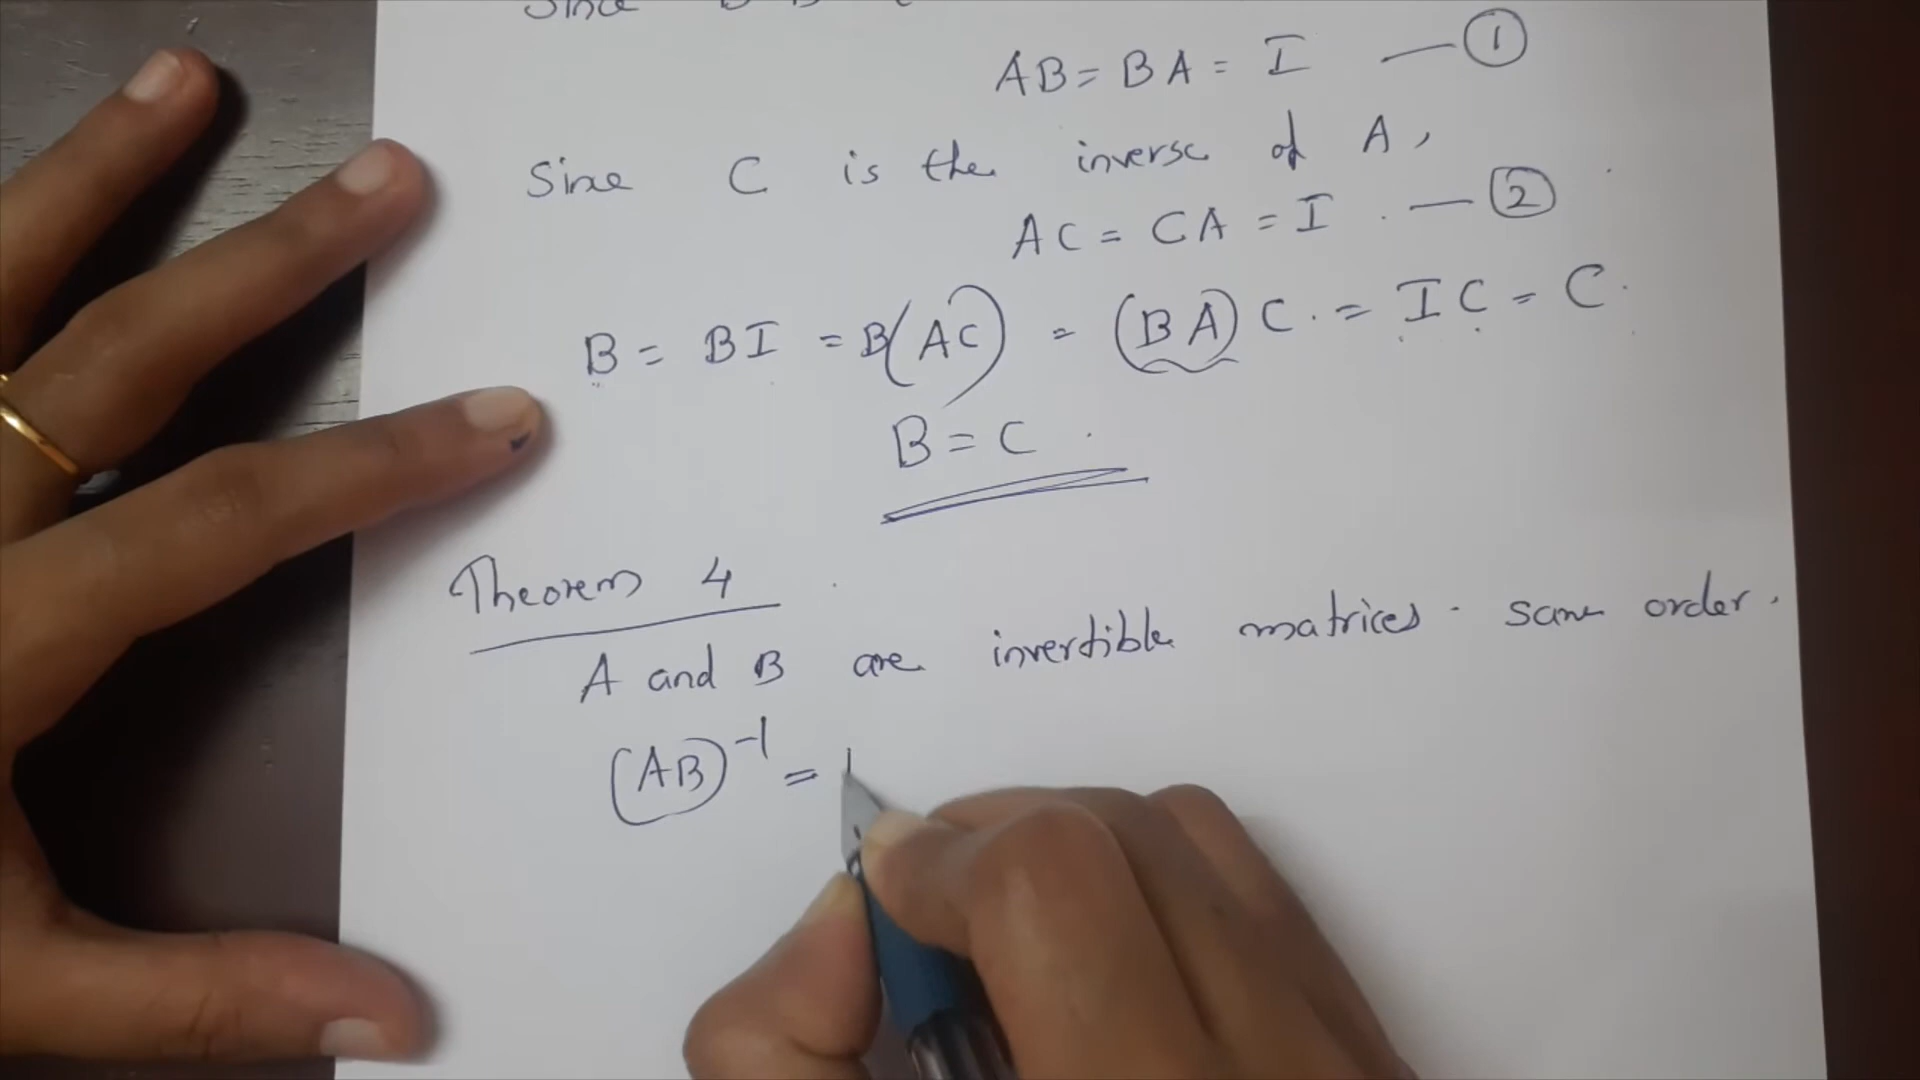 AB = BA = I — ①
Since C is the inverse of A,
AC = CA = I . — ②
B = BI = B(AC) = (BA) C . = IC = C .
B = C .
Theorem 4
A and B are invertible matrices . same order .
(AB)⁻¹ =